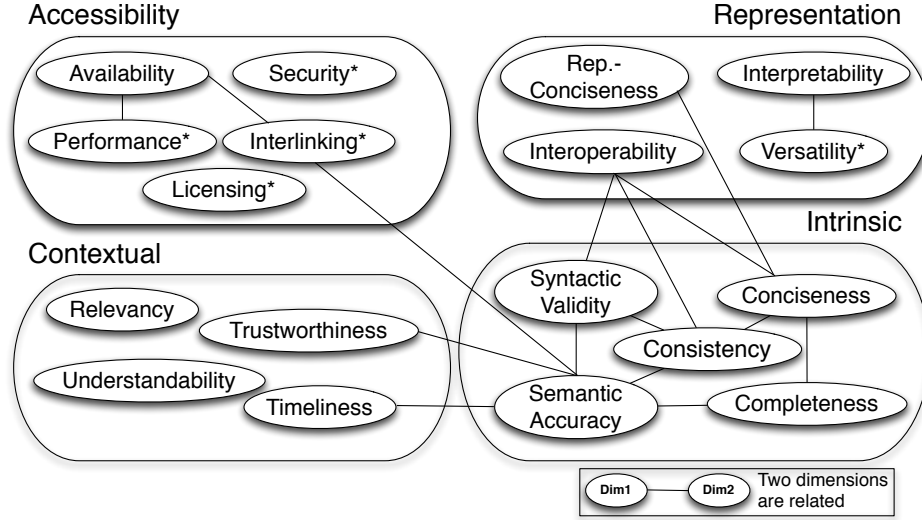 Accessibility
Availability
Security*
Performance*
Interlinking*
Licensing*
Representation
Rep.-
Conciseness
Interpretability
Interoperability
Versatility*
Contextual
Relevancy
Trustworthiness
Understandability
Timeliness
Intrinsic
Syntactic
Validity
Conciseness
Consistency
Semantic
Accuracy
Completeness
Dim1
Dim2
Two dimensions
are related